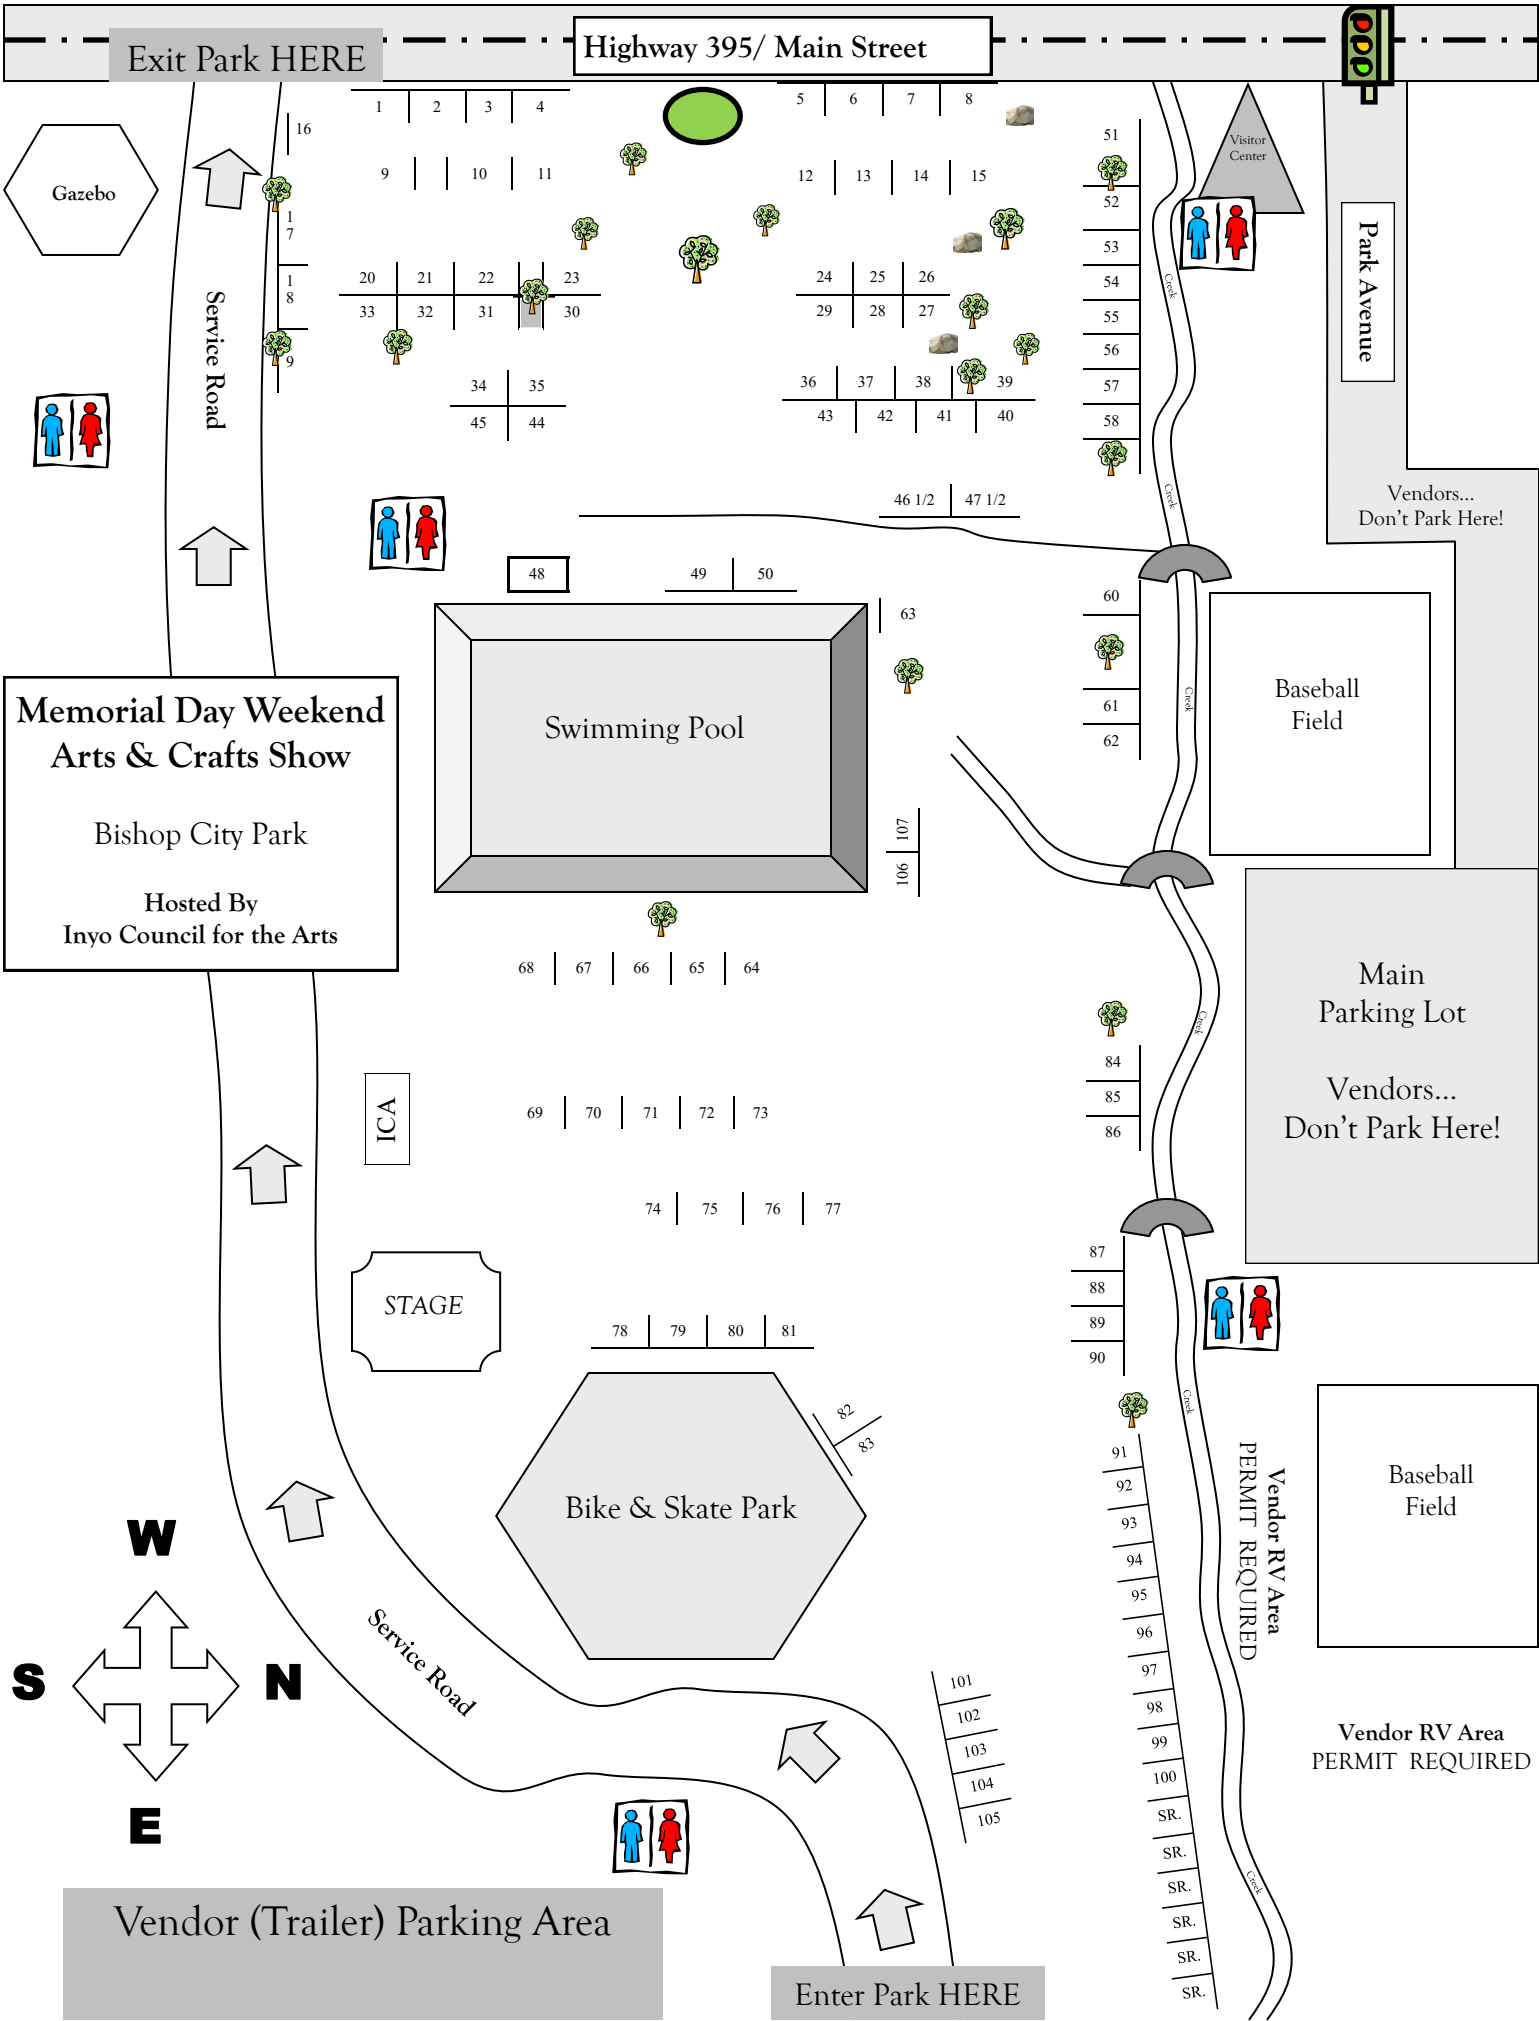 Exit Park HERE
Highway 395/ Main Street
1 2 3 4
5 6 7 8
16
51
Visitor
Center
Gazebo
9 10 11
12 13 14 15
52
1
7
53
Park Avenue
20 21 22 23
24 25 26
54
Creek
1
8
33 32 31 30
29 28 27
55
Service Road
56
9
34 35
36 37 38 39
57
45 44
43 42 41 40
58
46 1/2 47 1/2
Creek
Vendors...
Don't Park Here!
48
49 50
60
63
Memorial Day Weekend
Arts & Crafts Show
Bishop City Park
Hosted By
Inyo Council for the Arts
Swimming Pool
61
62
Creek
Baseball
Field
107
106
68 67 66 65 64
Main
Parking Lot
Vendors...
Don't Park Here!
Creek
84
85
86
ICA
69 70 71 72 73
74 75 76 77
87
88
89
90
STAGE
78 79 80 81
82
83
Creek
Bike & Skate Park
91
92
93
94
95
96
97
98
99
100
SR.
SR.
SR.
SR.
SR.
SR.
Vendor RV Area
PERMIT REQUIRED
Baseball
Field
W
S N
E
Service Road
101
102
103
104
105
Vendor RV Area
PERMIT REQUIRED
Creek
Vendor (Trailer) Parking Area
Enter Park HERE